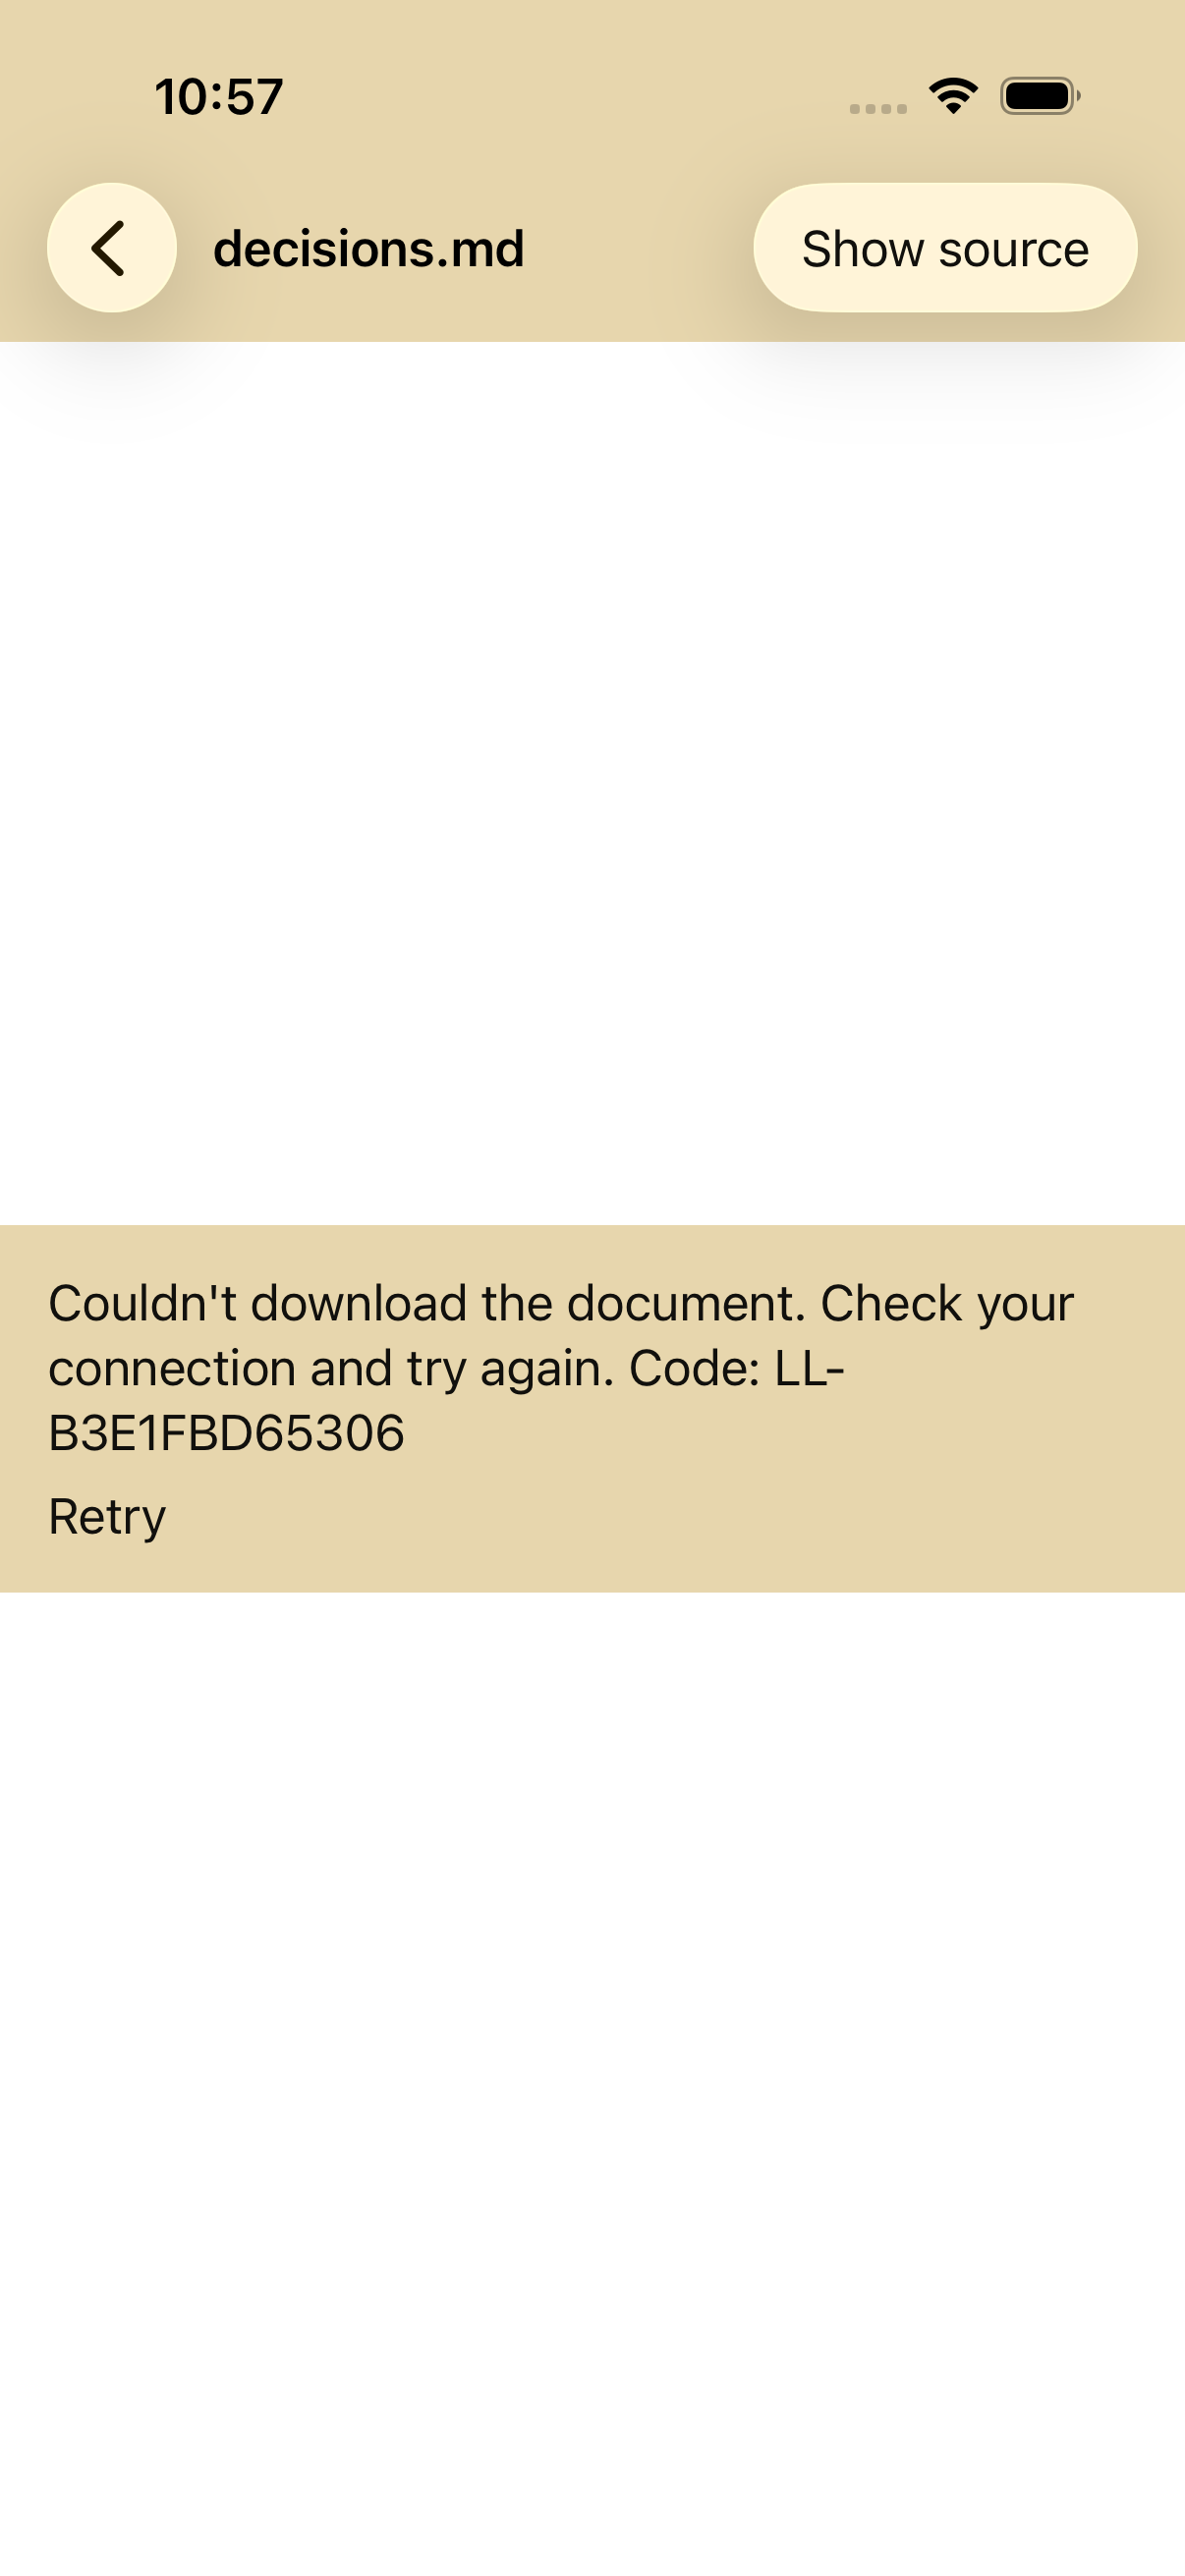 10:57
decisions.md
Show source
Couldn't download the document. Check your
connection and try again. Code: LL-
B3E1FBD65306
Retry